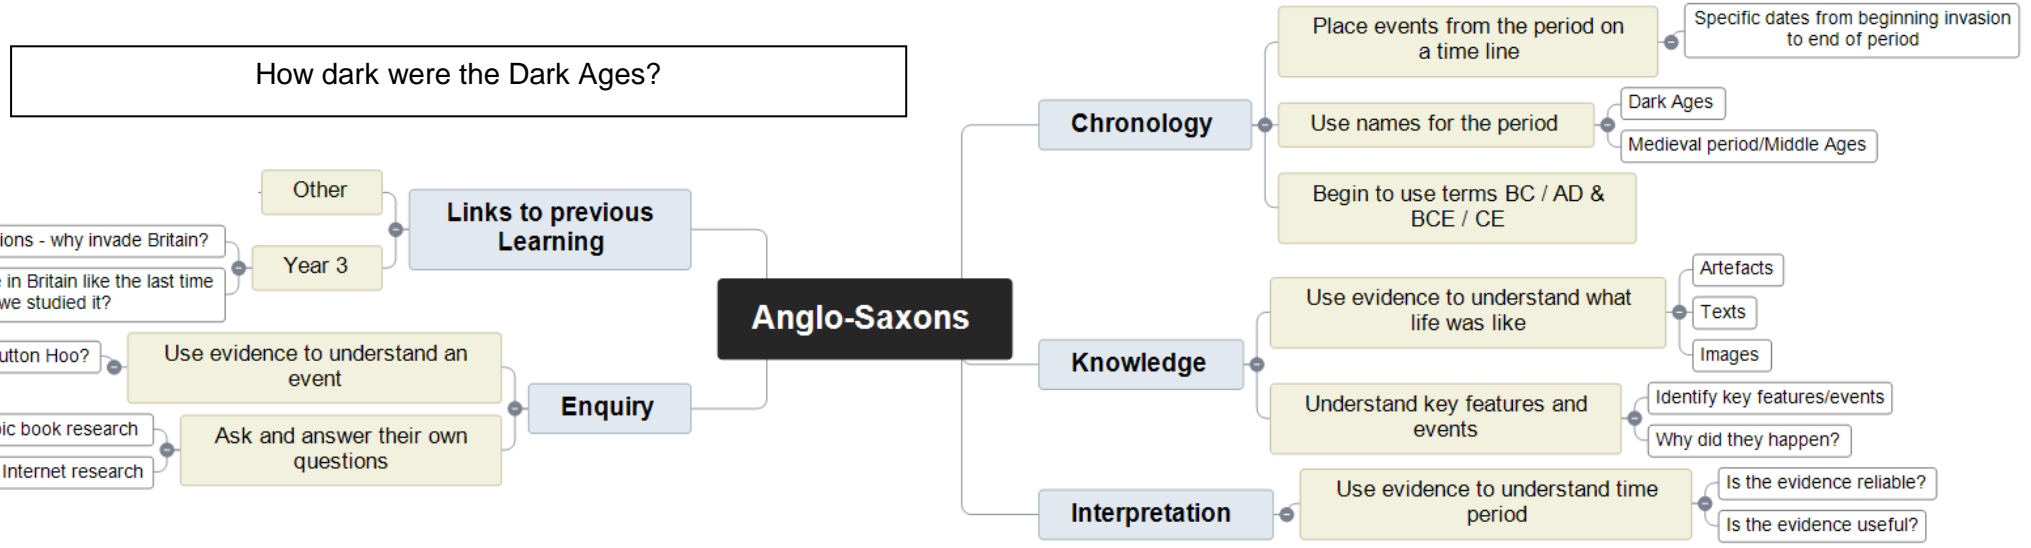 How dark were the Dark Ages?
Anglo-Saxons
Chronology
Place events from the period on
a time line
Specific dates from beginning invasion
to end of period
Use names for the period
Dark Ages
Medieval period/Middle Ages
Begin to use terms BC / AD &
BCE / CE
Knowledge
Use evidence to understand what
life was like
Artefacts
Texts
Images
Understand key features and
events
Identify key features/events
Why did they happen?
Interpretation
Use evidence to understand time
period
Is the evidence reliable?
Is the evidence useful?
Links to previous
Learning
Other
Year 3
- why invade Britain?
in Britain like the last time
we studied it?
Enquiry
Use evidence to understand an
event
Hoo?
Ask and answer their own
questions
book research
Internet research